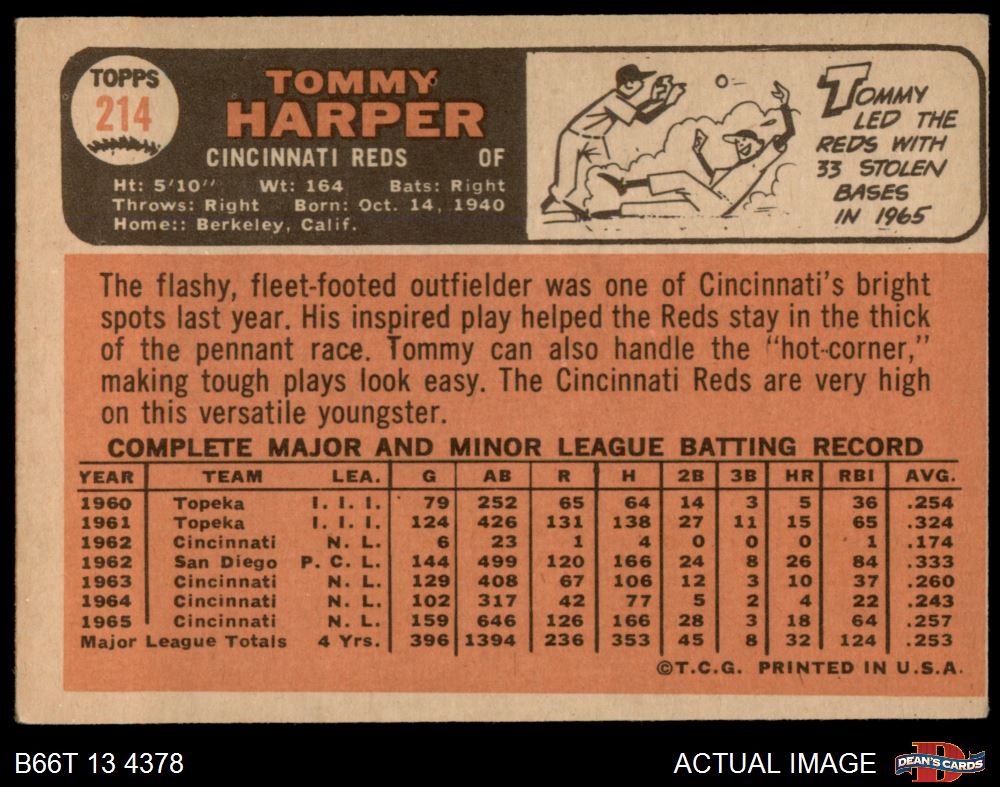 TOPPS
214
TOMMY
HARPER
CINCINNATI REDS OF
Ht: 5'10" Wt: 164 Bats: Right
Throws: Right Born: Oct. 14, 1940
Home:: Berkeley, Calif.
TOMMY
LED THE
REDS WITH
33 STOLEN
BASES
IN 1965
The flashy, fleet-footed outfielder was one of Cincinnati's bright
spots last year. His inspired play helped the Reds stay in the thick
of the pennant race. Tommy can also handle the "hot-corner,"
making tough plays look easy. The Cincinnati Reds are very high
on this versatile youngster.
COMPLETE MAJOR AND MINOR LEAGUE BATTING RECORD
YEAR TEAM LEA. G AB R H 2B 3B HR RBI AVG.
1960 Topeka I. I. I. 79 252 65 64 14 3 5 36 .254
1961 Topeka I. I. I. 124 426 131 138 27 11 15 65 .324
1962 Cincinnati N. L. 6 23 1 4 0 0 0 1 .174
1962 San Diego P. C. L. 144 499 120 166 24 8 26 84 .333
1963 Cincinnati N. L. 129 408 67 106 12 3 10 37 .260
1964 Cincinnati N. L. 102 317 42 77 5 2 4 22 .243
1965 Cincinnati N. L. 159 646 126 166 28 3 18 64 .257
Major League Totals 4 Yrs. 396 1394 236 353 45 8 32 124 .253
©T.C.G. PRINTED IN U.S.A.
B66T 13 4378
ACTUAL IMAGE
D
DEAN'S CARDS